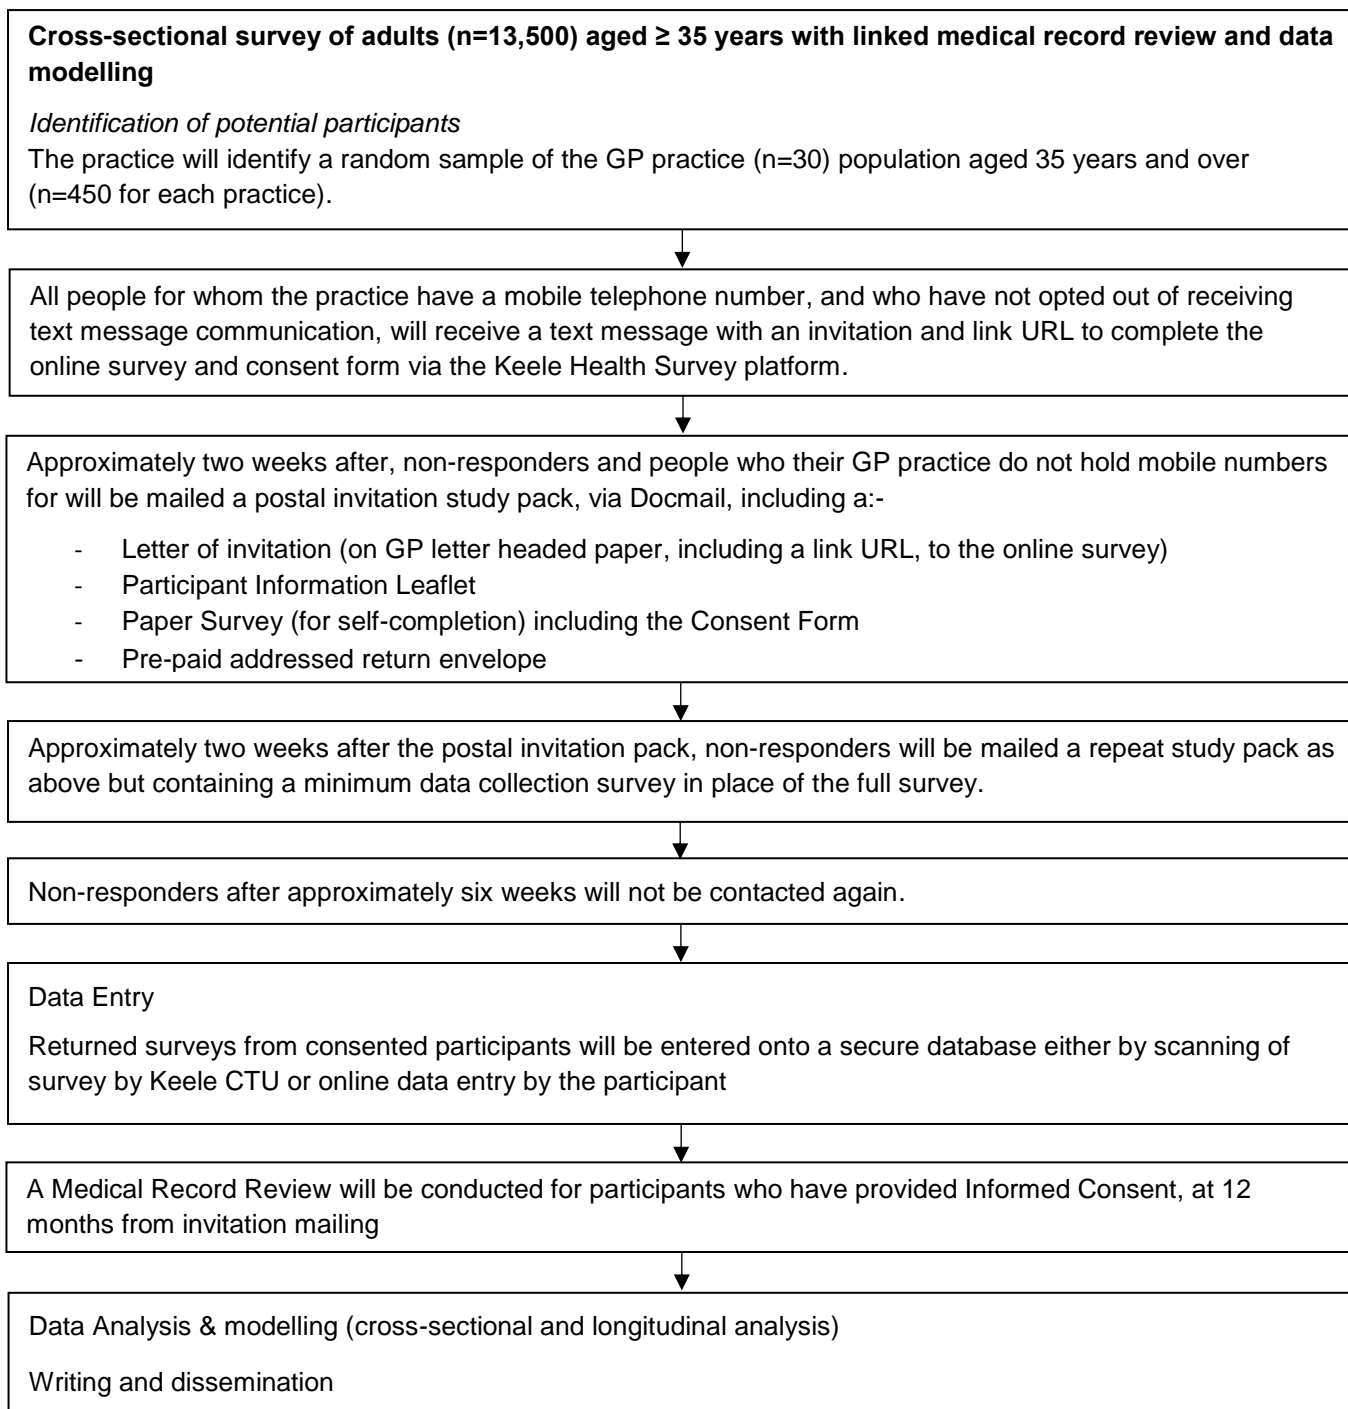 Cross-sectional survey of adults (n=13,500) aged ≥ 35 years with linked medical record review and data
modelling
Identification of potential participants
The practice will identify a random sample of the GP practice (n=30) population aged 35 years and over
(n=450 for each practice).
All people for whom the practice have a mobile telephone number, and who have not opted out of receiving
text message communication, will receive a text message with an invitation and link URL to complete the
online survey and consent form via the Keele Health Survey platform.
Approximately two weeks after, non-responders and people who their GP practice do not hold mobile numbers
for will be mailed a postal invitation study pack, via Docmail, including a:-
- Letter of invitation (on GP letter headed paper, including a link URL, to the online survey)
- Participant Information Leaflet
- Paper Survey (for self-completion) including the Consent Form
- Pre-paid addressed return envelope
Approximately two weeks after the postal invitation pack, non-responders will be mailed a repeat study pack as
above but containing a minimum data collection survey in place of the full survey.
Non-responders after approximately six weeks will not be contacted again.
Data Entry
Returned surveys from consented participants will be entered onto a secure database either by scanning of
survey by Keele CTU or online data entry by the participant
A Medical Record Review will be conducted for participants who have provided Informed Consent, at 12
months from invitation mailing
Data Analysis & modelling (cross-sectional and longitudinal analysis)
Writing and dissemination